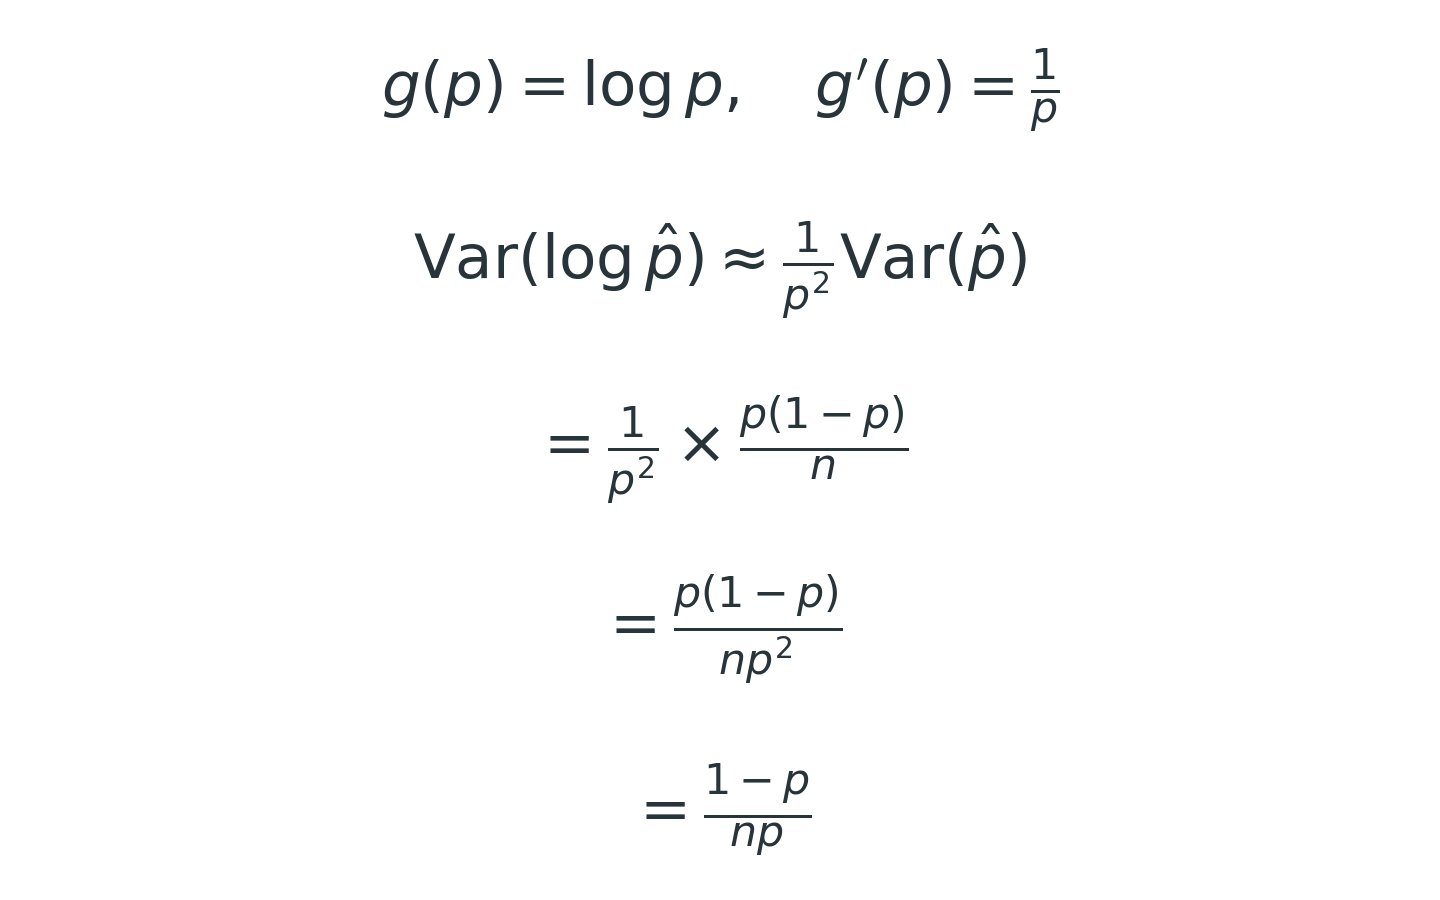 g(p) = log p,    g′(p) = 1/p
Var(log p̂) ≈ 1/p² Var(p̂)
= 1/p² × p(1 − p)/n
= p(1 − p)/np²
= 1 − p/np